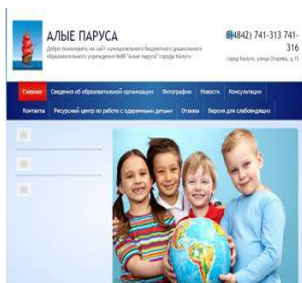 АЛЫЕ ПАРУСА
Добро пожаловать на сайт муниципального бюджетного дошкольного
образовательного учреждения №88 "Алые паруса" города Калуги
8(4842) 741-313 741-
316
город Калуга, улица Огарева, д.
Главная Сведения об образовательной организации Фотографии Новости Консультации
Контакты Ресурсный центр по работе с одаренными детьми Отзывы Версия для слабовидящих